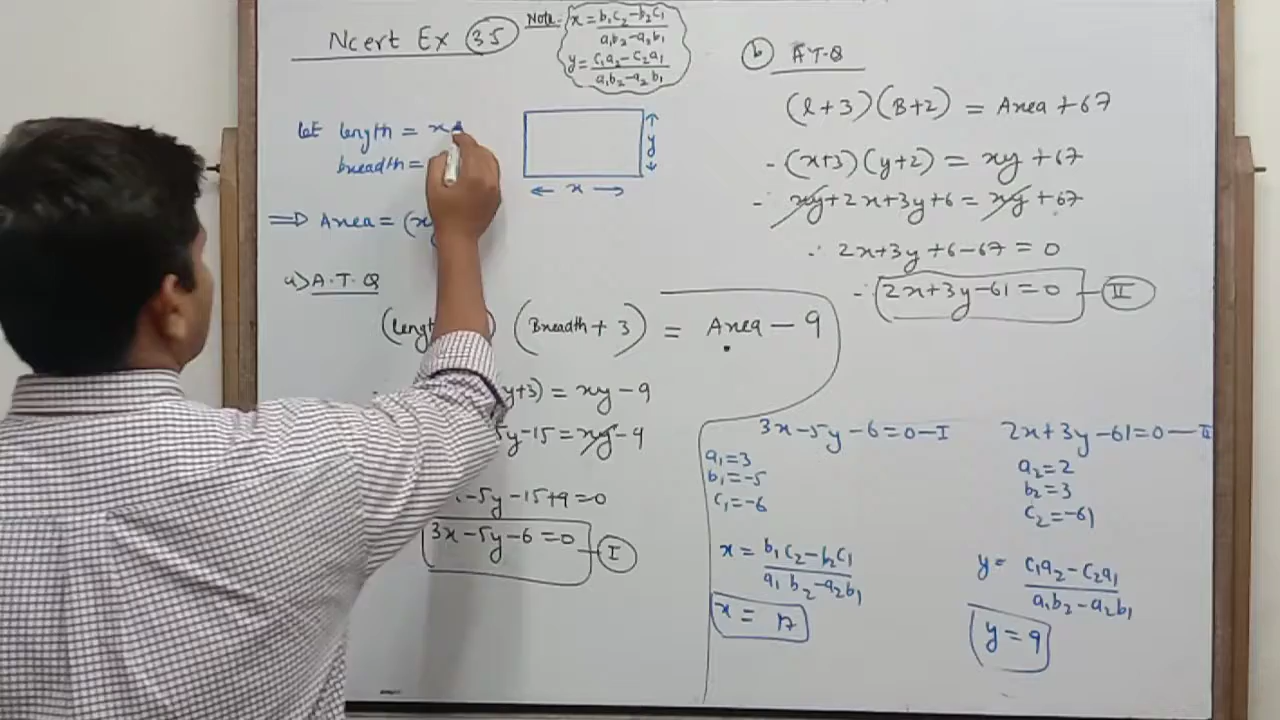 Ncert Ex 3.5
Note:- x = b₁c₂-b₂c₁
a₁b₂-a₂b₁
y = c₁a₂-c₂a₁
a₁b₂-a₂b₁
let length = x
breadth =
y
x
⇒ Area = (x
a) A.T.Q
(Breadth + 3) = Area - 9
y+3) = xy - 9
5y - 15 = xy - 9
-5y - 15 + 9 = 0
3x - 5y - 6 = 0 - I
b A.T.Q
(l+3)(B+2) = Area + 67
(x+3)(y+2) = xy + 67
xy + 2x + 3y + 6 = xy + 67
∴ 2x + 3y + 6 - 67 = 0
2x + 3y - 61 = 0 - II
3x - 5y - 6 = 0 - I
a₁ = 3
b₁ = -5
c₁ = -6
x = b₁c₂ - b₂c₁
a₁b₂ - a₂b₁
x = 17
2x + 3y - 61 = 0 - II
a₂ = 2
b₂ = 3
c₂ = -61
y = c₁a₂ - c₂a₁
a₁b₂ - a₂b₁
y = 9